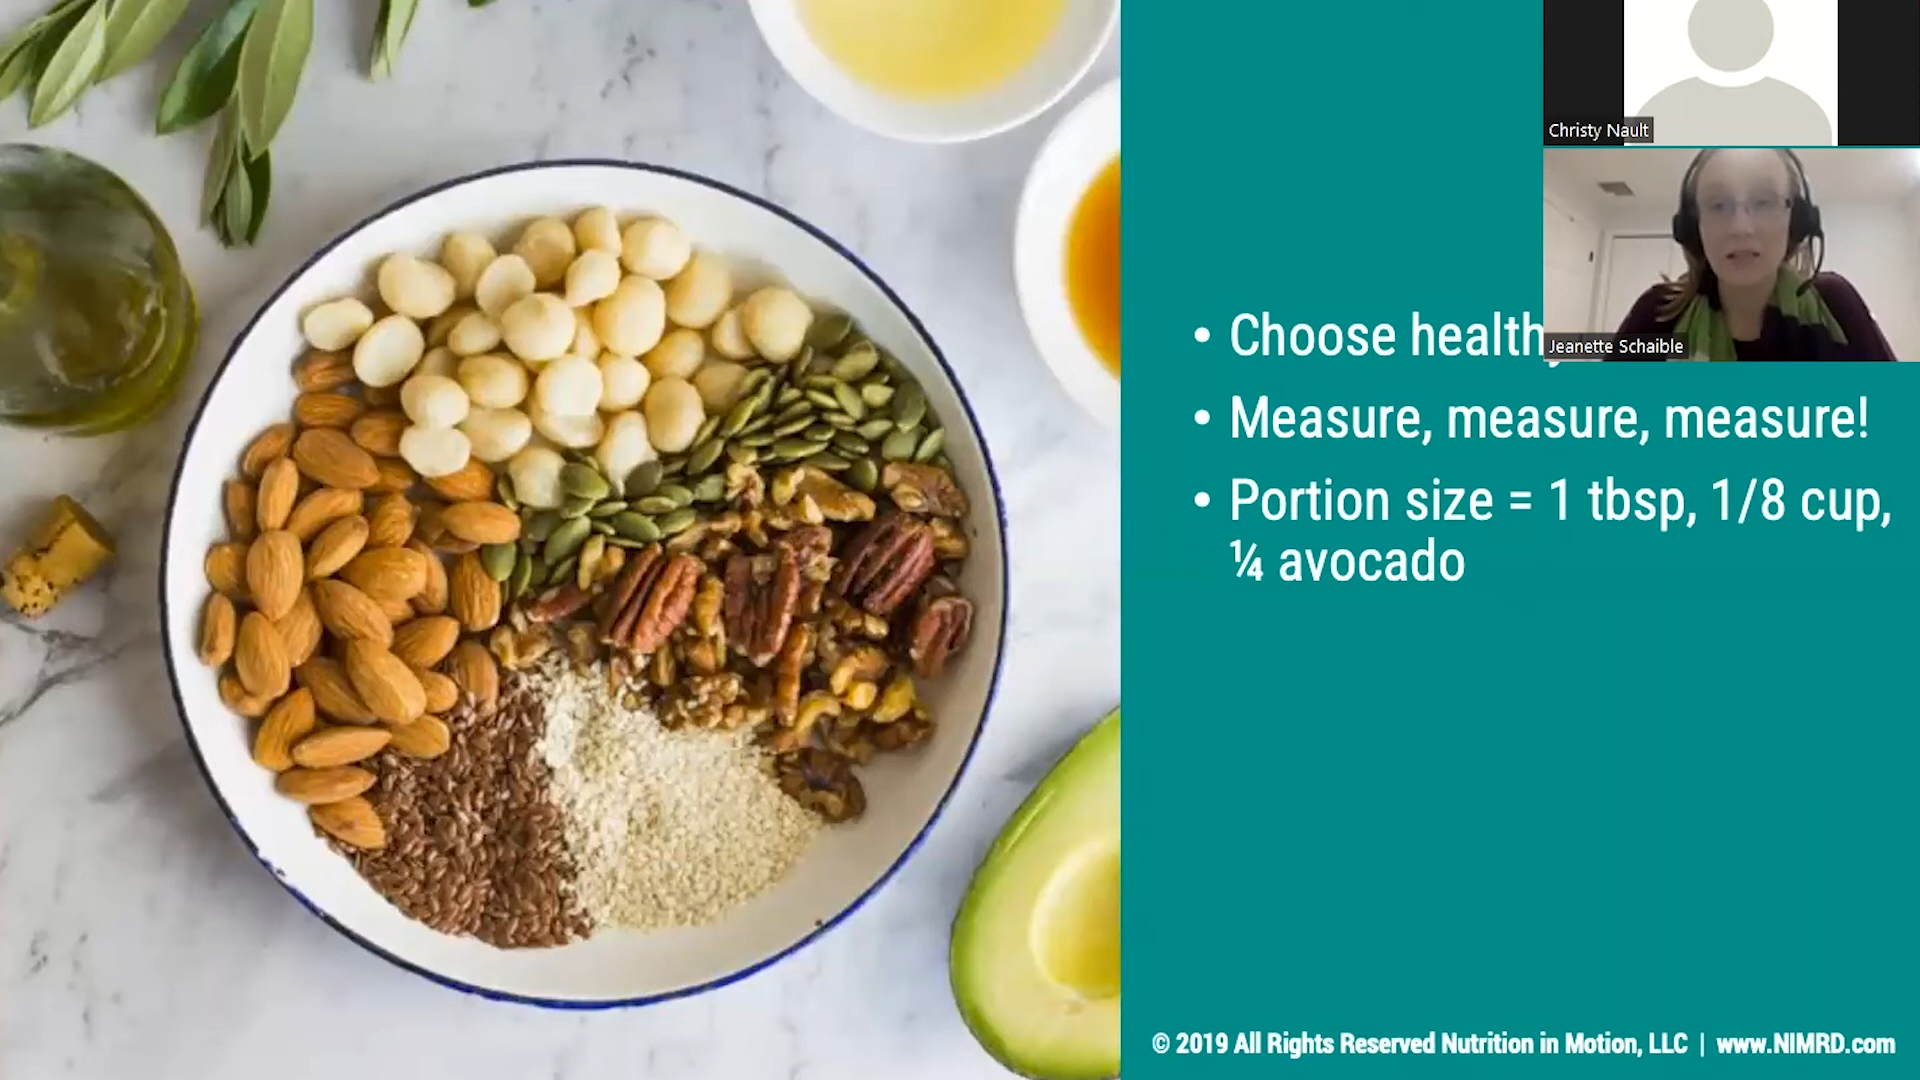 Christy Nault
Jeanette Schaible
• Choose healthy
• Measure, measure, measure!
• Portion size = 1 tbsp, 1/8 cup,
¼ avocado
© 2019 All Rights Reserved Nutrition in Motion, LLC | www.NIMRD.com